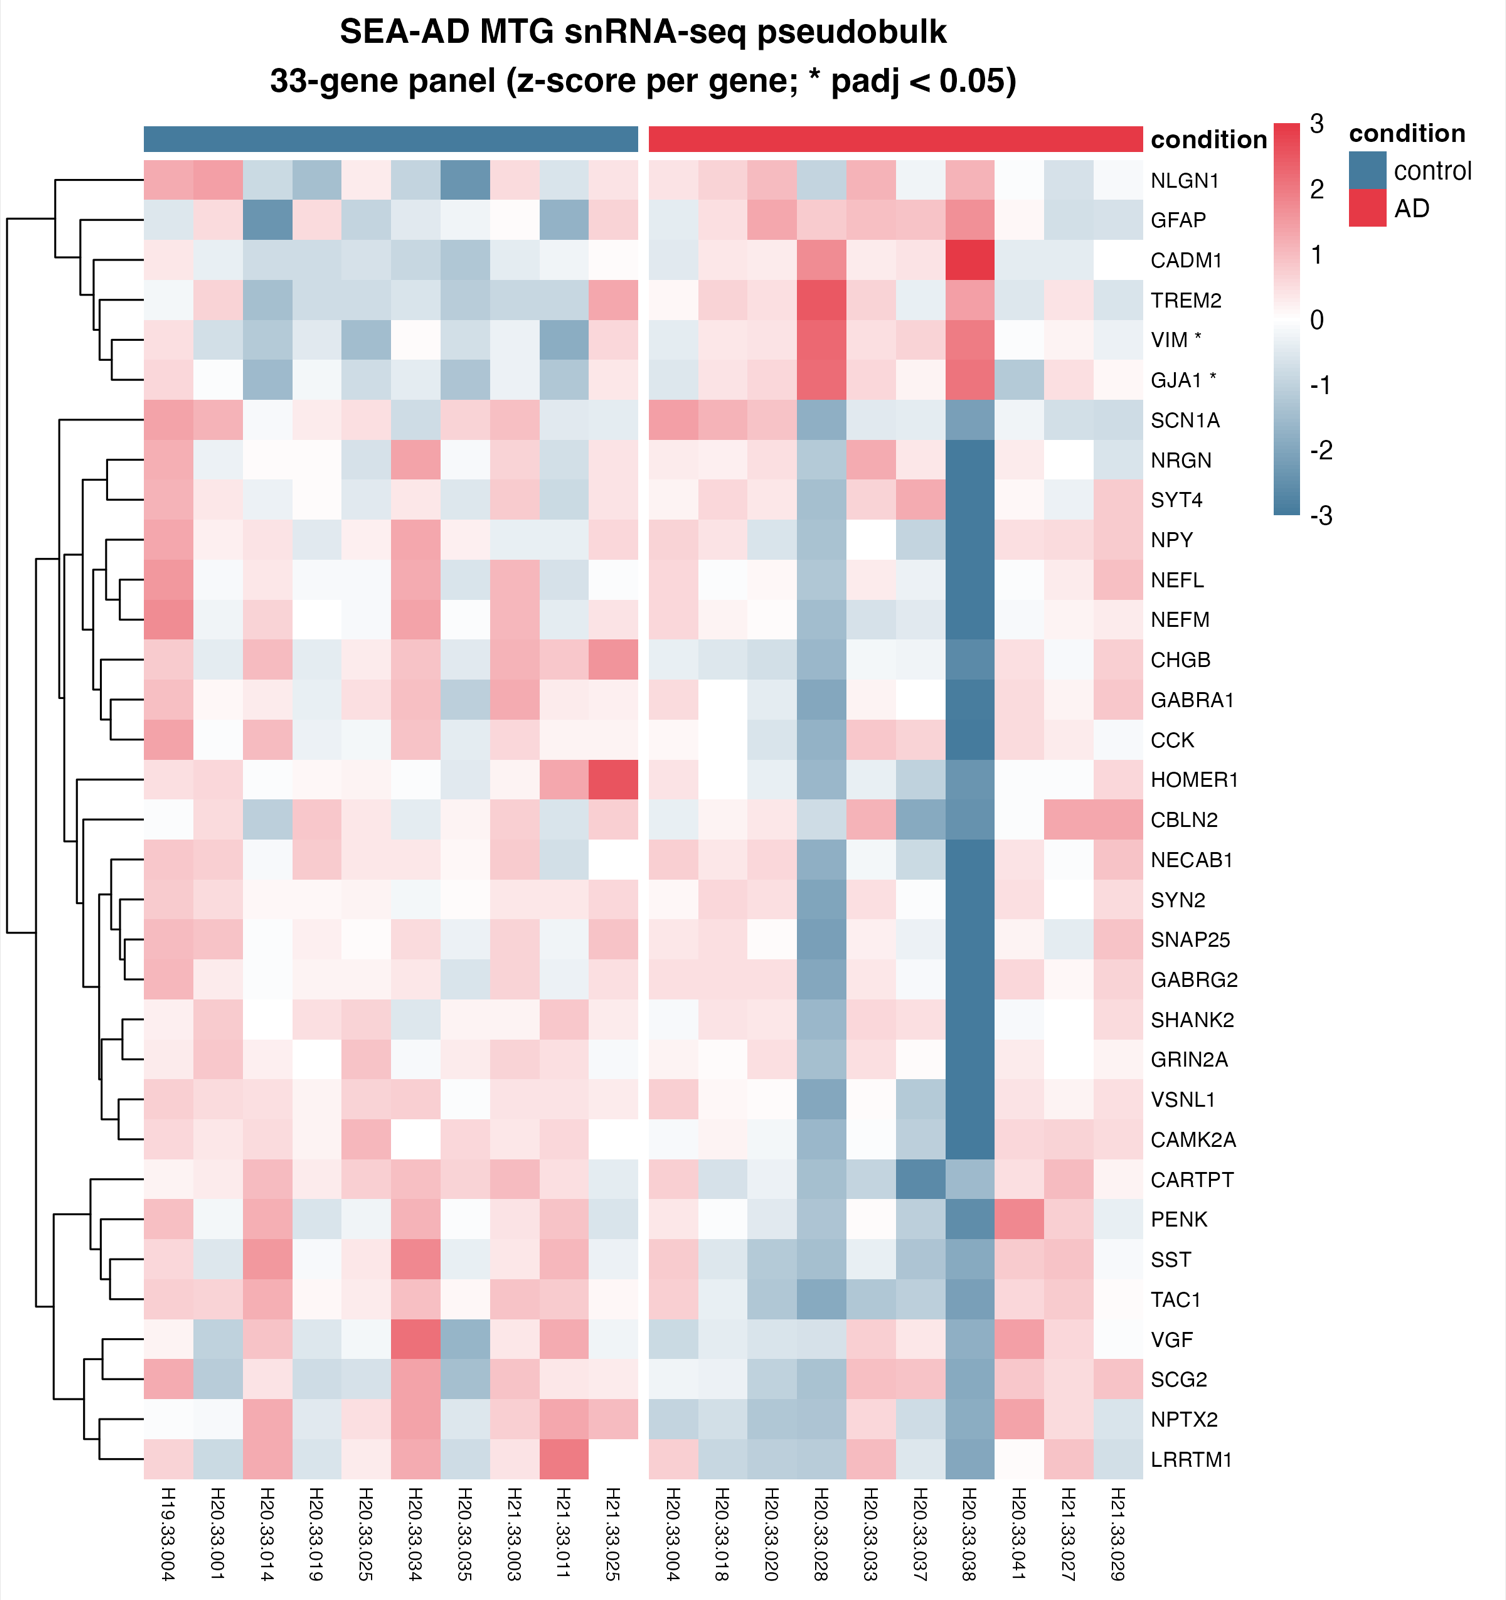 SEA-AD MTG snRNA-seq pseudobulk
33-gene panel (z-score per gene; * padj < 0.05)
condition
3
2
1
0
-1
-2
-3
condition
control
AD
NLGN1
GFAP
CADM1
TREM2
VIM *
GJA1 *
SCN1A
NRGN
SYT4
NPY
NEFL
NEFM
CHGB
GABRA1
CCK
HOMER1
CBLN2
NECAB1
SYN2
SNAP25
GABRG2
SHANK2
GRIN2A
VSNL1
CAMK2A
CARTPT
PENK
SST
TAC1
VGF
SCG2
NPTX2
LRRTM1
H19.33.004
H20.33.001
H20.33.014
H20.33.019
H20.33.025
H20.33.034
H20.33.035
H21.33.003
H21.33.011
H21.33.025
H20.33.004
H20.33.018
H20.33.020
H20.33.028
H20.33.033
H20.33.037
H20.33.038
H20.33.041
H21.33.027
H21.33.029